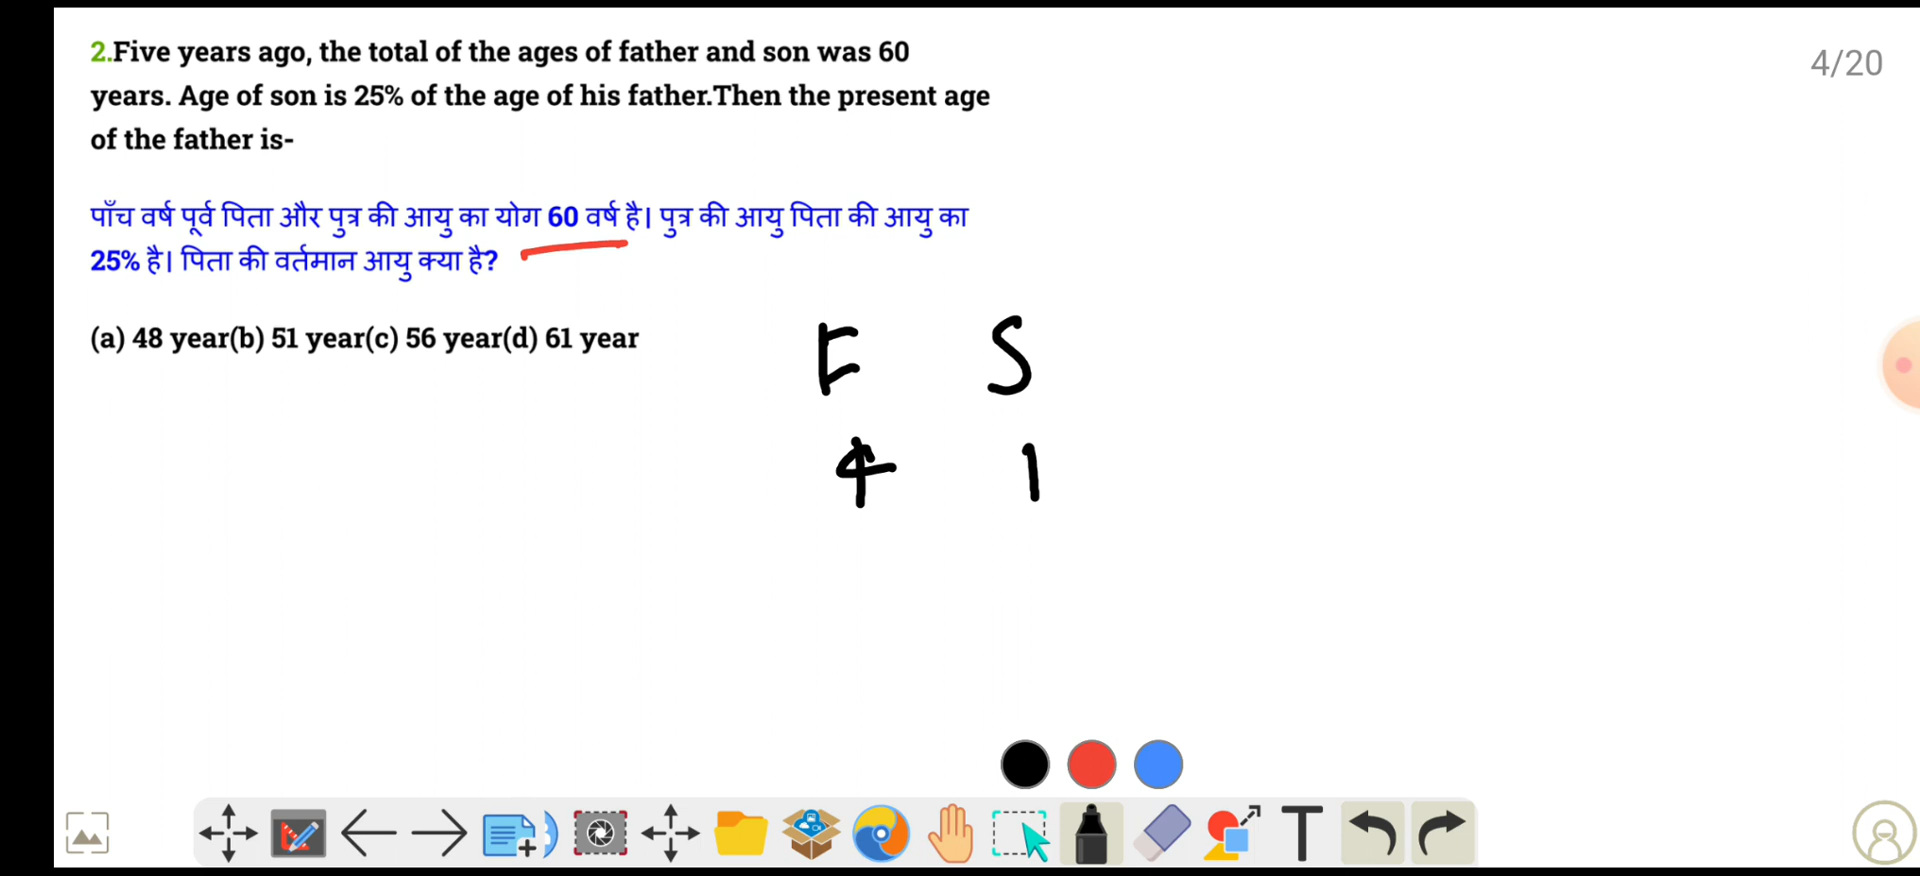 2.Five years ago, the total of the ages of father and son was 60
years. Age of son is 25% of the age of his father.Then the present age
of the father is-
4/20
पाँच वर्ष पूर्व पिता और पुत्र की आयु का योग 60 वर्ष है। पुत्र की आयु पिता की आयु का
25% है। पिता की वर्तमान आयु क्या है?
(a) 48 year(b) 51 year(c) 56 year(d) 61 year
F S
4 1
T